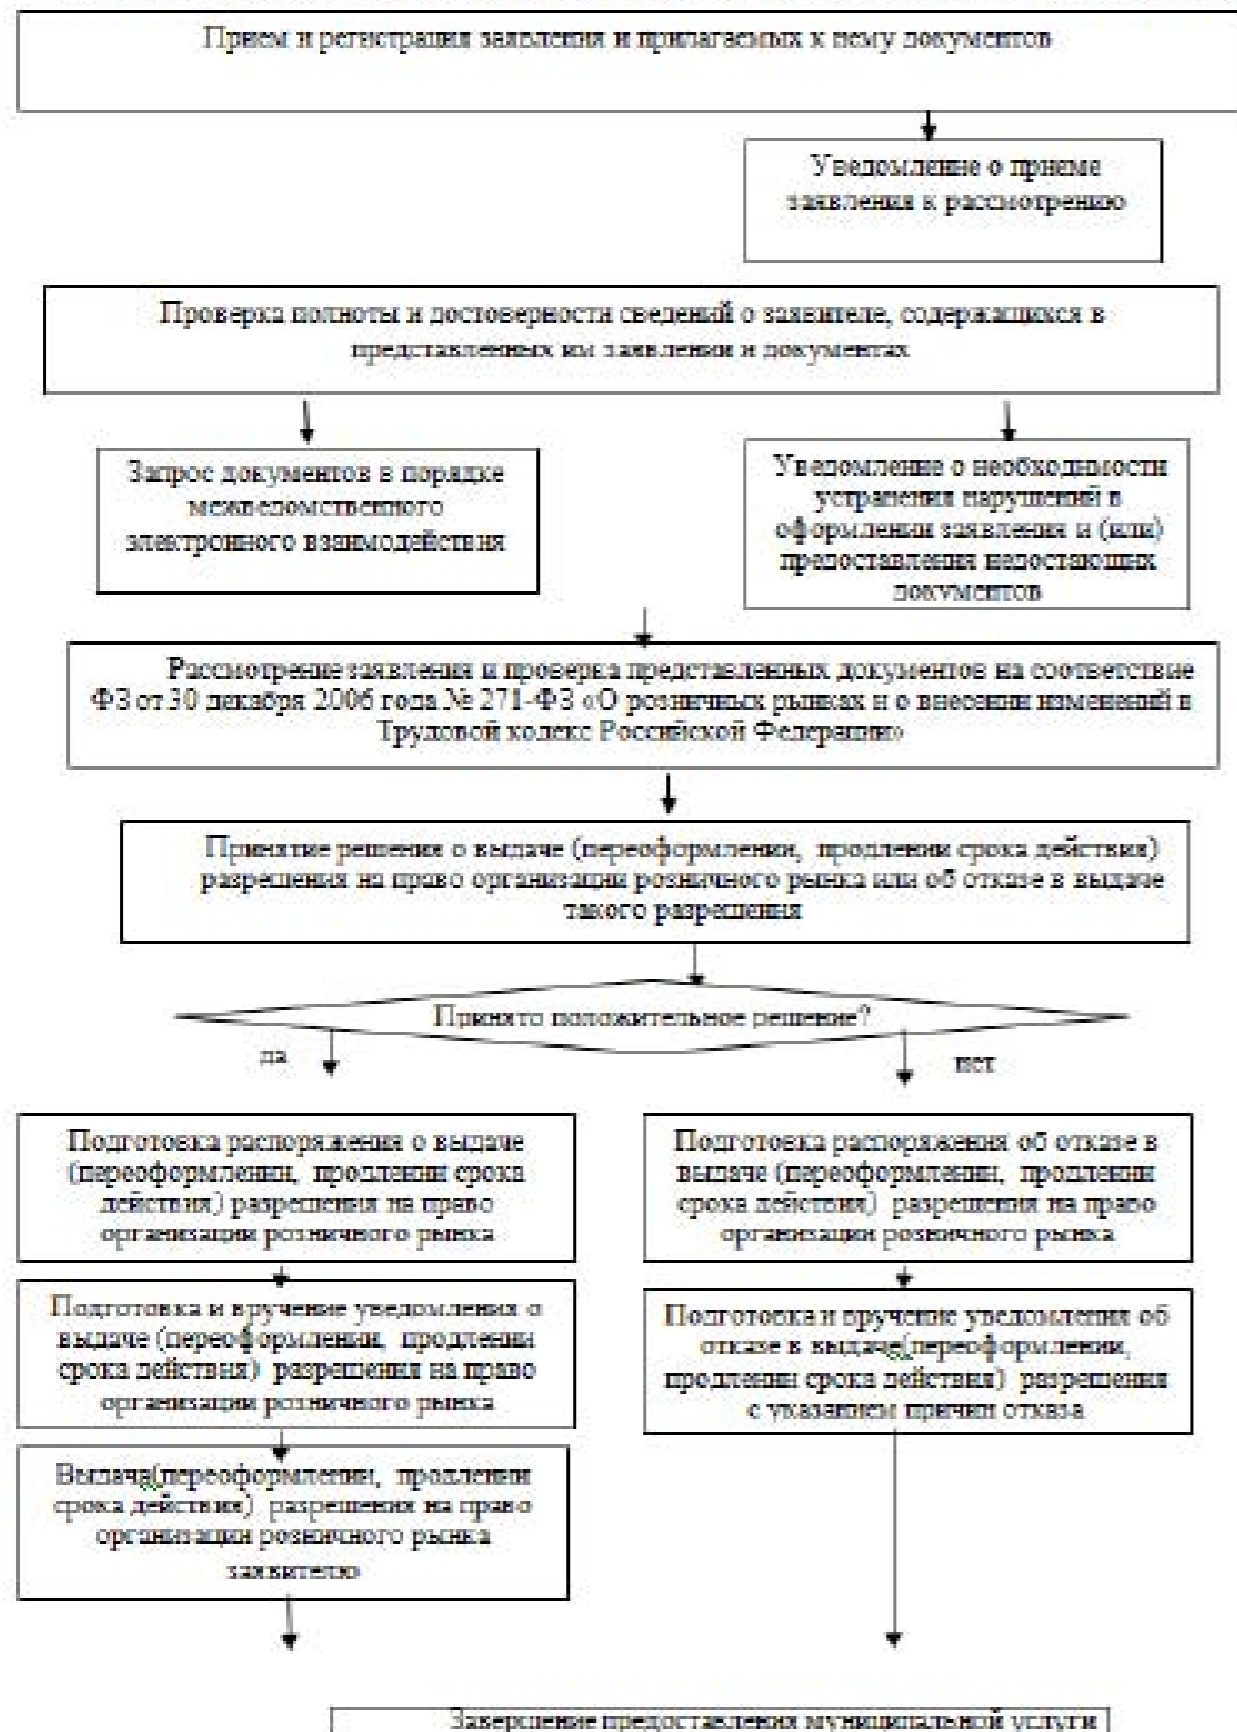 Прием и регистрация заявления и прилагаемых к нему документов
Уведомление о приеме
заявления к рассмотрению
Проверка полноты и достоверности сведений о заявителе, содержащихся в
представленных им заявлении и документах
Запрос документов в порядке
межведомственного
электронного взаимодействия
Уведомление о необходимости
устранения нарушений в
оформлении заявления и (или)
предоставления недостающих
документов
Рассмотрение заявления и проверка представленных документов на соответствие
ФЗ от 30 декабря 2006 года № 271-ФЗ «О розничных рынках и о внесении изменений в
Трудовой кодекс Российской Федерации»
Принятие решения о выдаче (переоформлении, продлении срока действия)
разрешения на право организации розничного рынка или об отказе в выдаче
такого разрешения
Принято положительное решение?
да
нет
Подготовка распоряжения о выдаче
(переоформлении, продлении срока
действия) разрешения на право
организации розничного рынка
Подготовка распоряжения об отказе в
выдаче (переоформлении, продлении
срока действия) разрешения на право
организации розничного рынка
Подготовка и вручение уведомления о
выдаче (переоформлении, продлении
срока действия) разрешения на право
организации розничного рынка
Подготовка и вручение уведомления об
отказе в выдаче(переоформлении,
продлении срока действия) разрешения
с указанием причин отказа
Выдача(переоформлении, продлении
срока действия) разрешения на право
организации розничного рынка
заявителю
Завершение предоставления муниципальной услуги